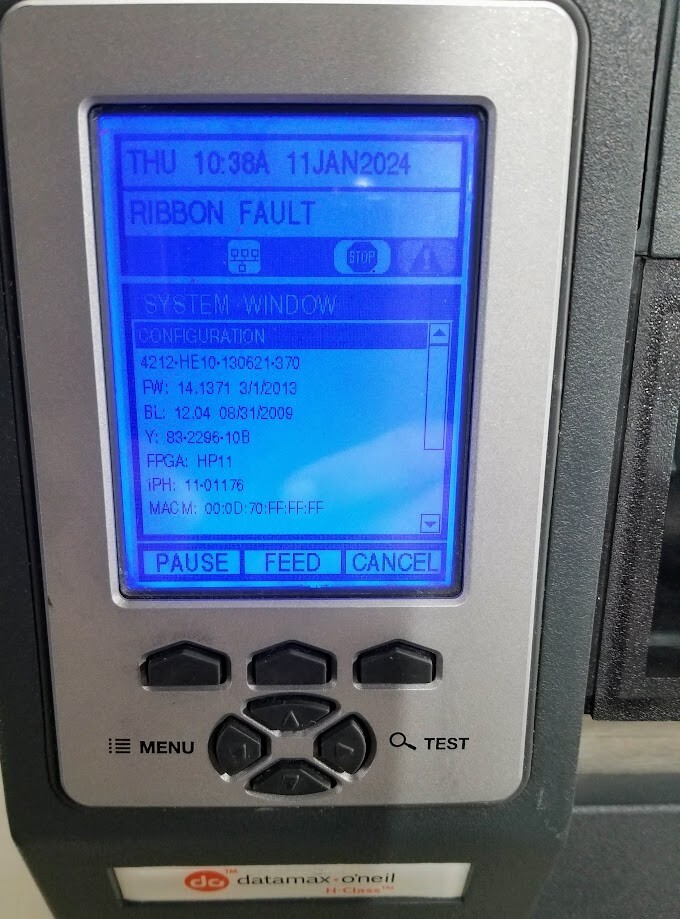 THU 10:38A 11JAN2024
RIBBON FAULT
STOP
SYSTEM WINDOW
CONFIGURATION
4212-HE10-130621-370
FW: 14.1371 3/1/2013
BL: 12.04 08/31/2009
Y: 83-2296-10B
FPGA: HP11
iPH: 11-01176
MAC M: 00:0D:70:FF:FF:FF
PAUSE FEED CANCEL
MENU TEST
do™ datamax-o'neil
H-Class™